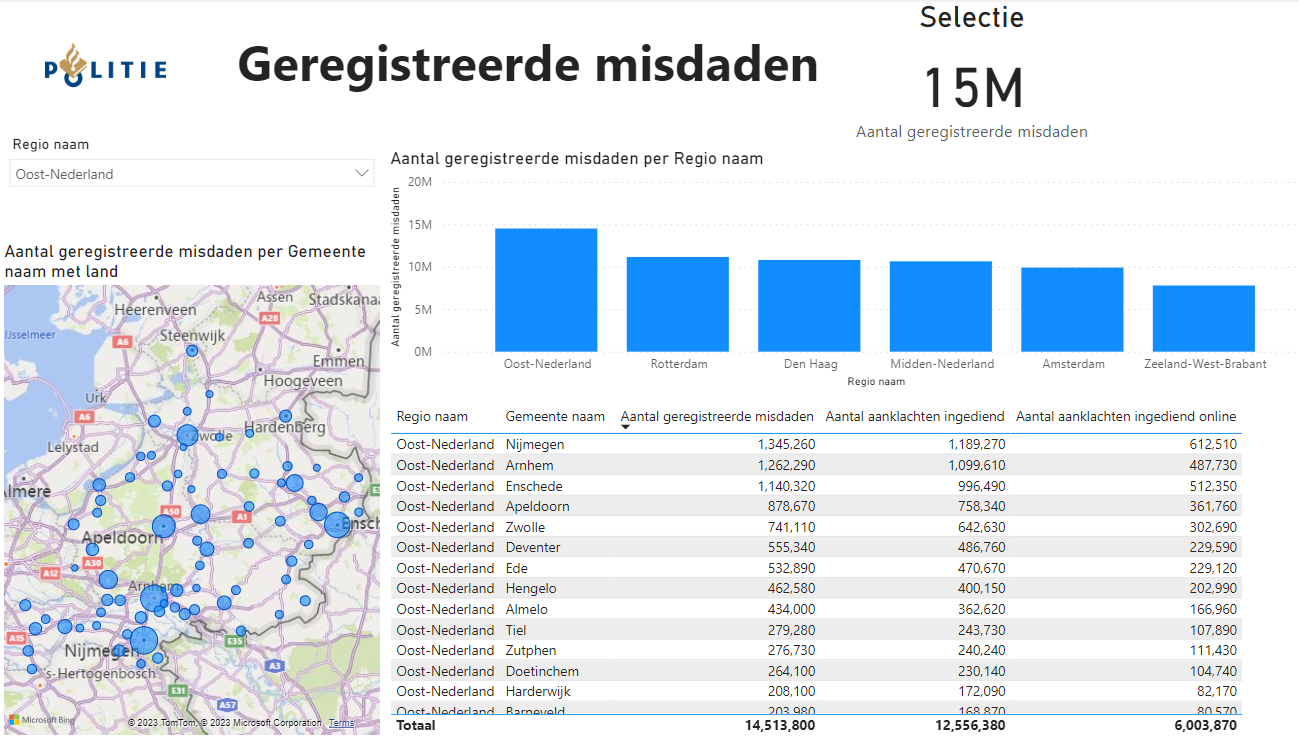 Selectie
POLITIE
Geregistreerde misdaden
15M
Aantal geregistreerde misdaden
Regio naam
Oost-Nederland
Aantal geregistreerde misdaden per Regio naam
Aantal geregistreerde misdaden
20M
15M
10M
5M
0M
Oost-Nederland Rotterdam Den Haag Midden-Nederland Amsterdam Zeeland-West-Brabant
Regio naam
Aantal geregistreerde misdaden per Gemeente
naam met land
Assen Stadskana
Heerenveen
A28
IJsselmeer
A6
Steenwijk
Emmen
Hoogeveen
Urk
A6
Zwolle
Hardenberg
Lelystad
Almere
A50
A1
E3
Ensch
Apeldoorn
A30
A12
Arnhem
A15
E35
Nijmegen
A3
's-Hertogenbosch
E31
A57
Microsoft Bing
© 2023 TomTom, © 2023 Microsoft Corporation Terms
Regio naam Gemeente naam Aantal geregistreerde misdaden Aantal aanklachten ingediend Aantal aanklachten ingediend online
Oost-Nederland Nijmegen 1,345,260 1,189,270 612,510
Oost-Nederland Arnhem 1,262,290 1,099,610 487,730
Oost-Nederland Enschede 1,140,320 996,490 512,350
Oost-Nederland Apeldoorn 878,670 758,340 361,760
Oost-Nederland Zwolle 741,110 642,630 302,690
Oost-Nederland Deventer 555,340 486,760 229,590
Oost-Nederland Ede 532,890 470,670 229,120
Oost-Nederland Hengelo 462,580 400,150 202,990
Oost-Nederland Almelo 434,000 362,620 166,960
Oost-Nederland Tiel 279,280 243,730 107,890
Oost-Nederland Zutphen 276,730 240,240 111,430
Oost-Nederland Doetinchem 264,100 230,140 104,740
Oost-Nederland Harderwijk 208,100 172,090 82,170
Oost-Nederland Barneveld 203,980 168,870 80,570
Totaal 14,513,800 12,556,380 6,003,870